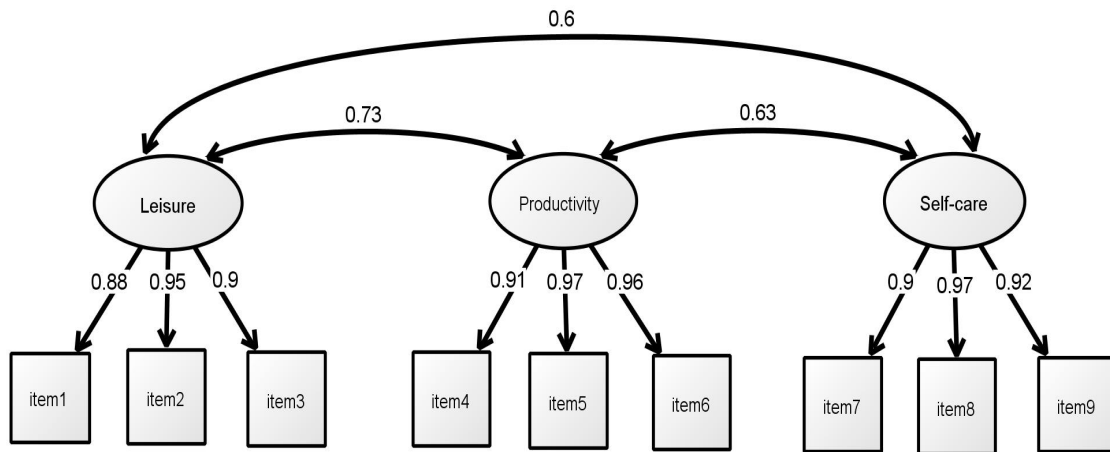 0.6
0.73
0.63
Leisure
Productivity
Self-care
0.88
0.95
0.9
0.91
0.97
0.96
0.9
0.97
0.92
item1
item2
item3
item4
item5
item6
item7
item8
item9